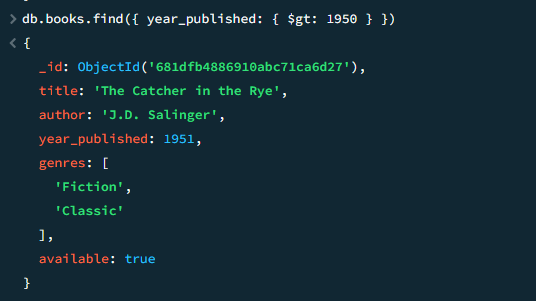 > db.books.find({ year_published: { $gt: 1950 } })
< {
_id: ObjectId('681dfb4886910abc71ca6d27'),
title: 'The Catcher in the Rye',
author: 'J.D. Salinger',
year_published: 1951,
genres: [
'Fiction',
'Classic'
],
available: true
}